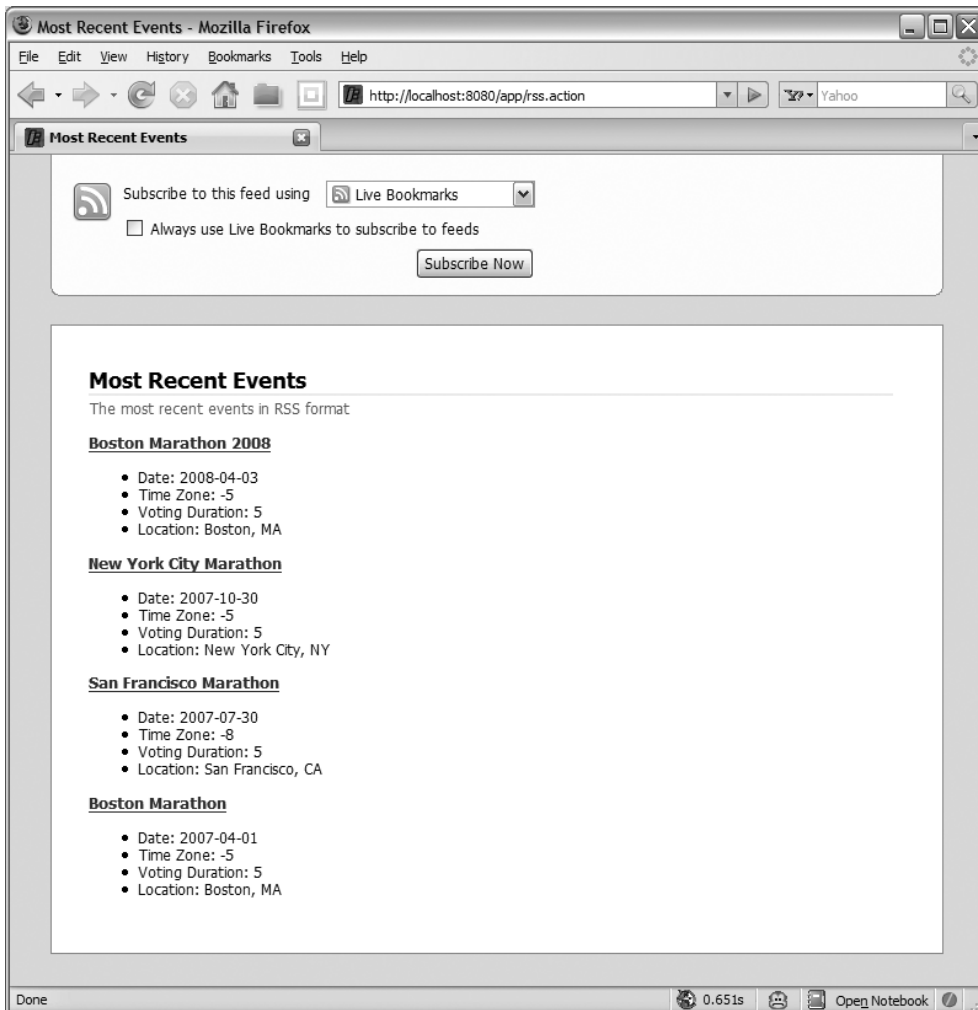 Most Recent Events - Mozilla Firefox
File Edit View History Bookmarks Tools Help
http://localhost:8080/app/rss.action
Yahoo
Most Recent Events
Subscribe to this feed using Live Bookmarks
Always use Live Bookmarks to subscribe to feeds
Subscribe Now
Most Recent Events
The most recent events in RSS format
Boston Marathon 2008
Date: 2008-04-03
Time Zone: -5
Voting Duration: 5
Location: Boston, MA
New York City Marathon
Date: 2007-10-30
Time Zone: -5
Voting Duration: 5
Location: New York City, NY
San Francisco Marathon
Date: 2007-07-30
Time Zone: -8
Voting Duration: 5
Location: San Francisco, CA
Boston Marathon
Date: 2007-04-01
Time Zone: -5
Voting Duration: 5
Location: Boston, MA
Done 0.651s Open Notebook